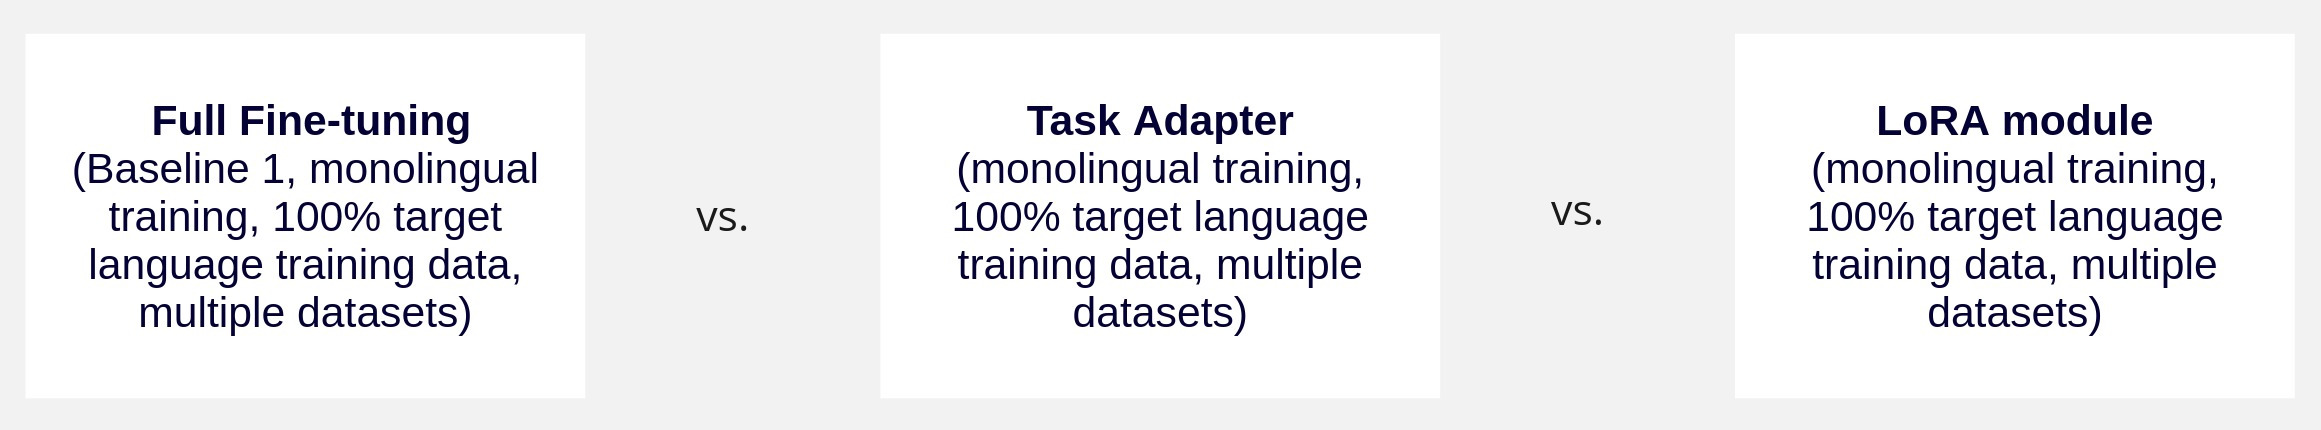 Full Fine-tuning
(Baseline 1, monolingual
training, 100% target
language training data,
multiple datasets)
vs.
Task Adapter
(monolingual training,
100% target language
training data, multiple
datasets)
vs.
LoRA module
(monolingual training,
100% target language
training data, multiple
datasets)